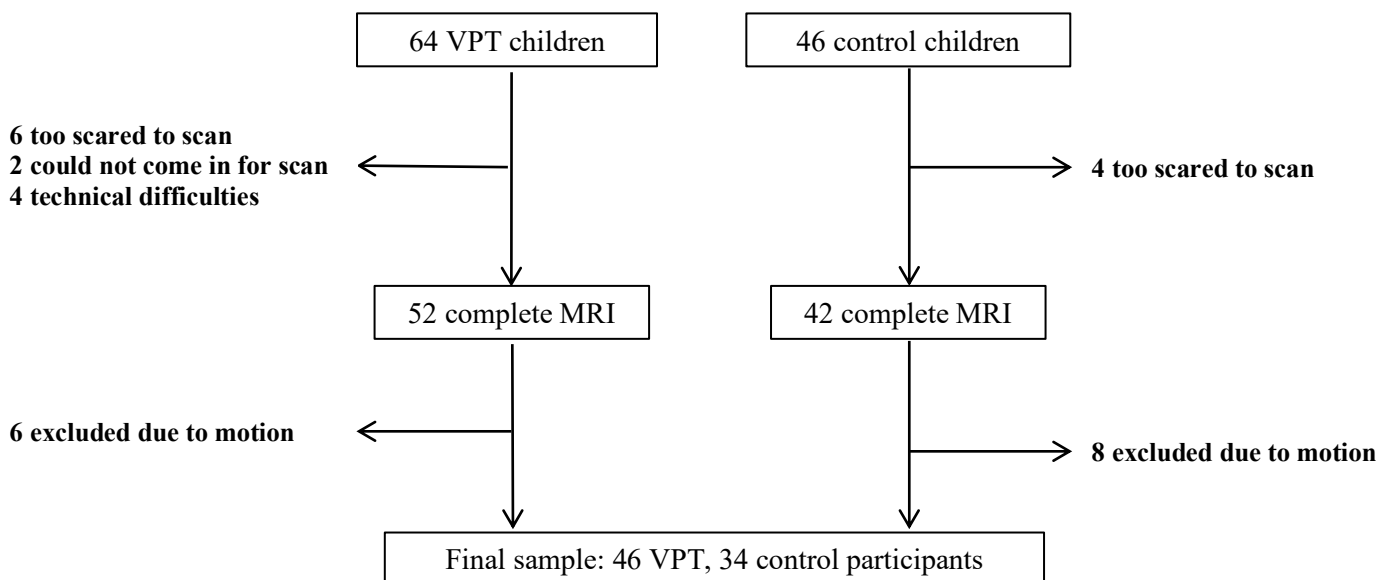 64 VPT children
46 control children
6 too scared to scan
2 could not come in for scan
4 technical difficulties
4 too scared to scan
52 complete MRI
42 complete MRI
6 excluded due to motion
8 excluded due to motion
Final sample: 46 VPT, 34 control participants